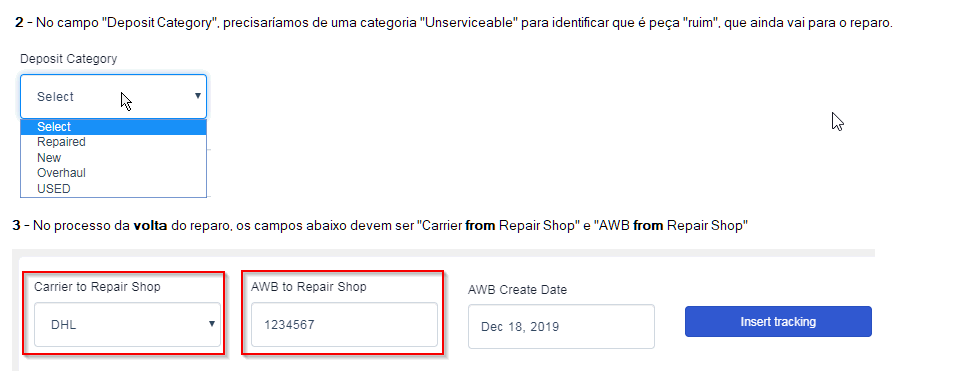 2 - No campo "Deposit Category", precisaríamos de uma categoria "Unserviceable" para identificar que é peça "ruim", que ainda vai para o reparo.
Deposit Category
Select
Select
Repaired
New
Overhaul
USED
3 - No processo da volta do reparo, os campos abaixo devem ser "Carrier from Repair Shop" e "AWB from Repair Shop"
Carrier to Repair Shop
DHL
AWB to Repair Shop
1234567
AWB Create Date
Dec 18, 2019
Insert tracking